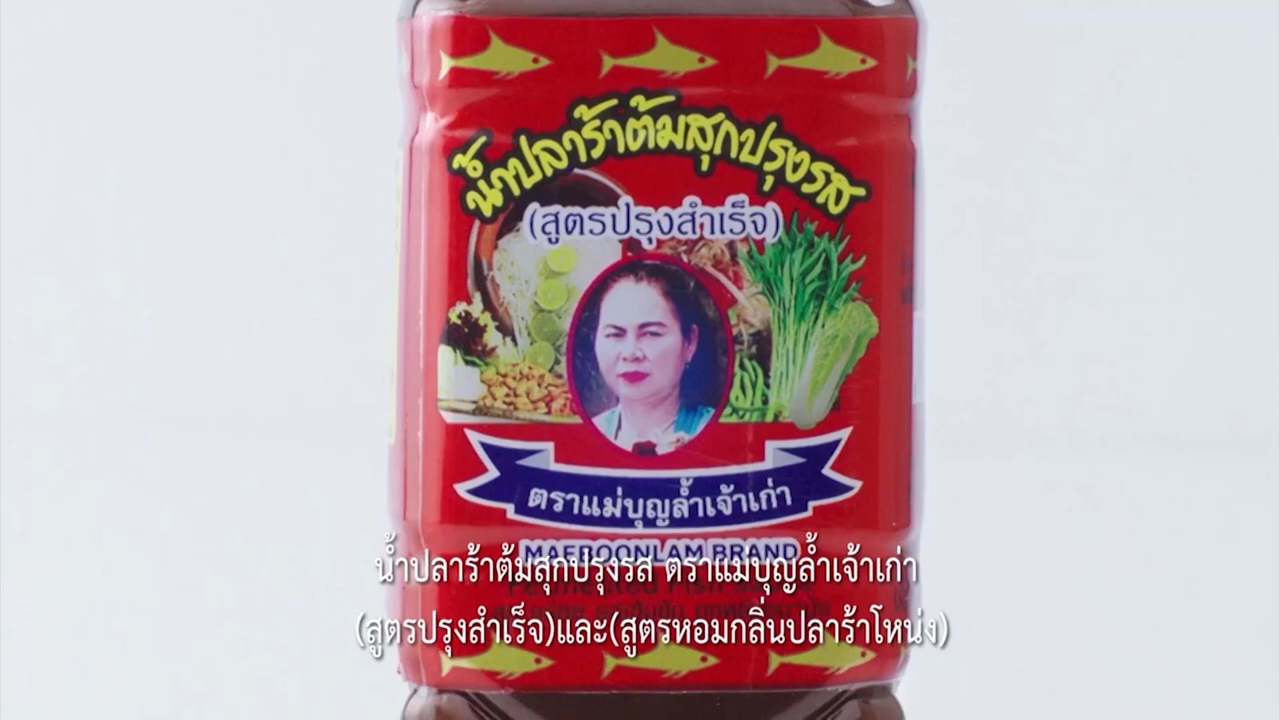 น้ำปลาร้าต้มสุกปรุงรส
(สูตรปรุงสำเร็จ)
ตราแม่บุญล้ำเจ้าเก่า
MAEBOONLAM BRAND
น้ำปลาร้าต้มสุกปรุงรส ตราแม่บุญล้ำเจ้าเก่า
(สูตรปรุงสำเร็จ)และ(สูตรหอมกลิ่นปลาร้าโหน่ง)